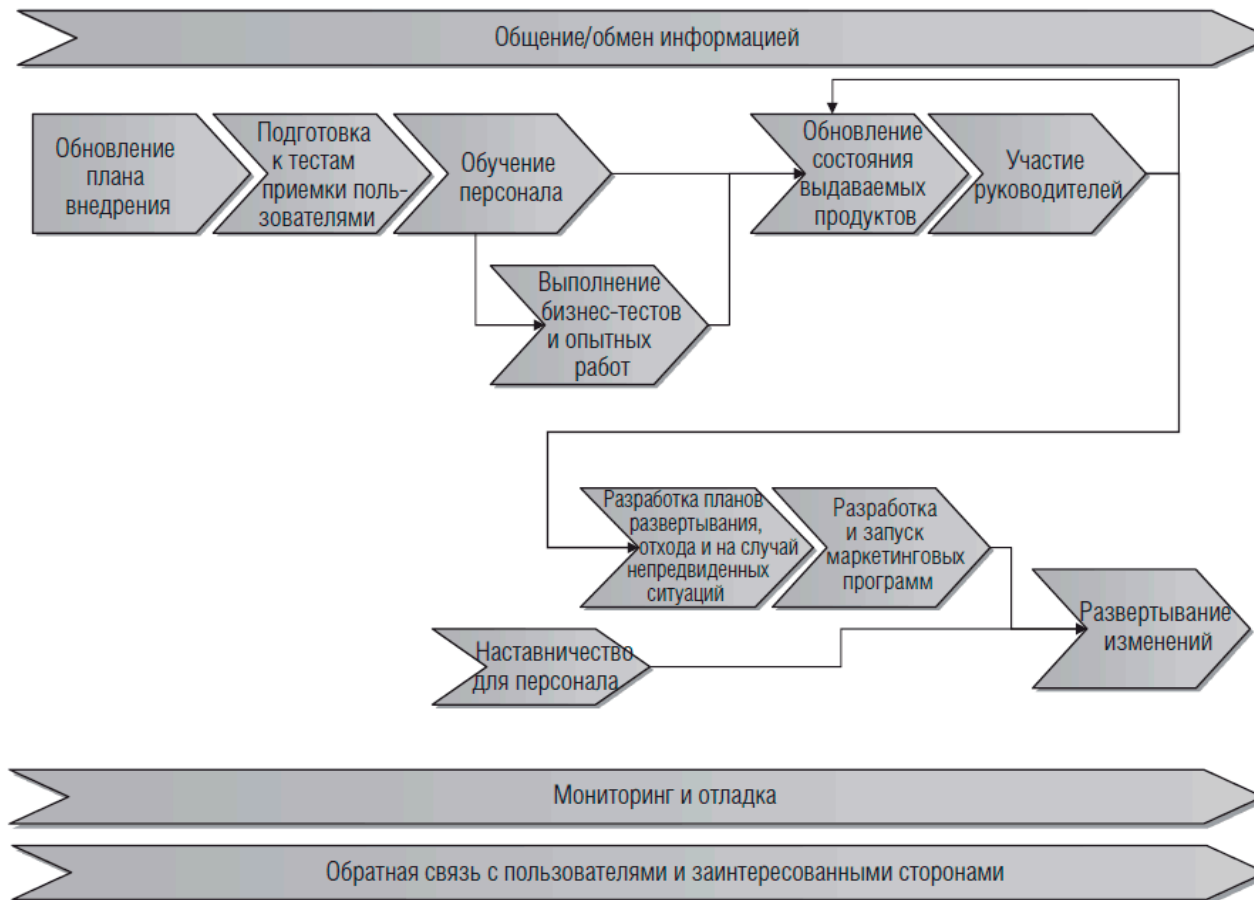 Общение/обмен информацией
Обновление
плана
внедрения
Подготовка
к тестам
приемки поль-
зователями
Обучение
персонала
Обновление
состояния
выдаваемых
продуктов
Участие
руководителей
Выполнение
бизнес-тестов
и опытных
работ
Разработка планов
развертывания,
отхода и на случай
непредвиденных
ситуаций
Разработка
и запуск
маркетинговых
программ
Развертывание
изменений
Наставничество
для персонала
Мониторинг и отладка
Обратная связь с пользователями и заинтересованными сторонами